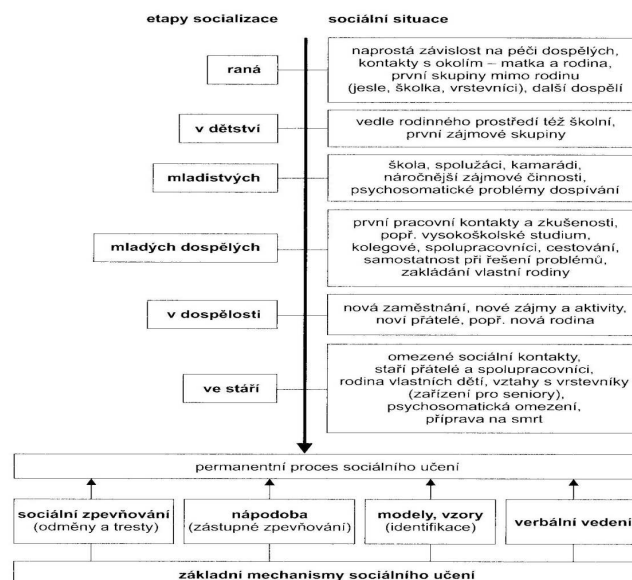 etapy socializace
sociální situace
raná
naprostá závislost na péči dospělých,
kontakty s okolím – matka a rodina,
první skupiny mimo rodinu
(jesle, školka, vrstevníci), další dospělí
v dětství
vedle rodinného prostředí též školní,
první zájmové skupiny
mladistvých
škola, spolužáci, kamarádi,
náročnější zájmové činnosti,
psychosomatické problémy dospívání
mladých dospělých
první pracovní kontakty a zkušenosti,
popř. vysokoškolské studium,
kolegové, spolupracovníci, cestování,
samostatnost při řešení problémů,
zakládání vlastní rodiny
v dospělosti
nová zaměstnání, nové zájmy a aktivity,
noví přátelé, popř. nová rodina
ve stáří
omezené sociální kontakty,
staří přátelé a spolupracovníci,
rodina vlastních dětí, vztahy s vrstevníky
(zařízení pro seniory),
psychosomatická omezení,
příprava na smrt
permanentní proces sociálního učení
sociální zpevňování
(odměny a tresty)
nápodoba
(zástupné zpevňování)
modely, vzory
(identifikace)
verbální vedení
základní mechanismy sociálního učení